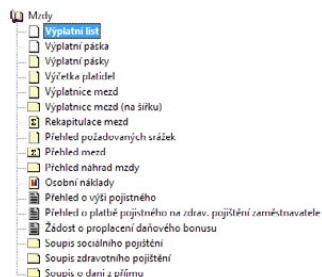 Mzdy
Výplatní list
Výplatní páska
Výplatní pásky
Výčetka platidel
Výplatnice mezd
Výplatnice mezd (na šířku)
Rekapitulace mezd
Přehled požadovaných srážek
Přehled mezd
Přehled náhrad mzdy
Osobní náklady
Přehled o výši pojistného
Přehled o platbě pojistného na zdrav. pojištění zaměstnavatele
Žádost o proplacení daňového bonusu
Soupis sociálního pojištění
Soupis zdravotního pojištění
Soupis o dani z příjmu